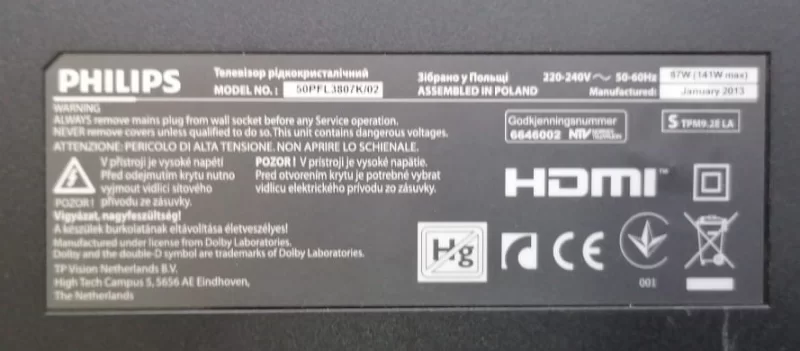 PHILIPS
Телевізор рідкокристалічний
MODEL NO.: 50PFL3807K/02
Зібрано у Польщі
ASSEMBLED IN POLAND
220-240V ~ 50-60Hz
87W (141W max)
Manufactured: January 2013
WARNING
ALWAYS remove mains plug from wall socket before any Service operation.
NEVER remove covers unless qualified to do so. This unit contains dangerous voltages.
ATTENZIONE: PERICOLO DI ALTA TENSIONE. NON APRIRE LO SCHIENALE.
Godkjenningsnummer
6646002 NTV
S TPM9.2E LA
V přístroji je vysoké napětí
Před odejmutím krytu nutno
vyjmout vidlici síťového
POZOR! přívodu ze zásuvky.
POZOR! V prístroji je vysoké napätie.
Pred otvorením krytu je potrebné vybrat
vidlicu elektrického prívodu zo zásuvky.
Vigyázat, nagyfeszültség!
A készülek burkolatának eltávolítása életveszélyes!
Manufactured under license from Dolby Laboratories.
Dolby and the double-D symbol are trademarks of Dolby Laboratories.
TP Vision Netherlands B.V.
High Tech Campus 5, 5656 AE Eindhoven,
The Netherlands
HDMI™
Hg
CE
001